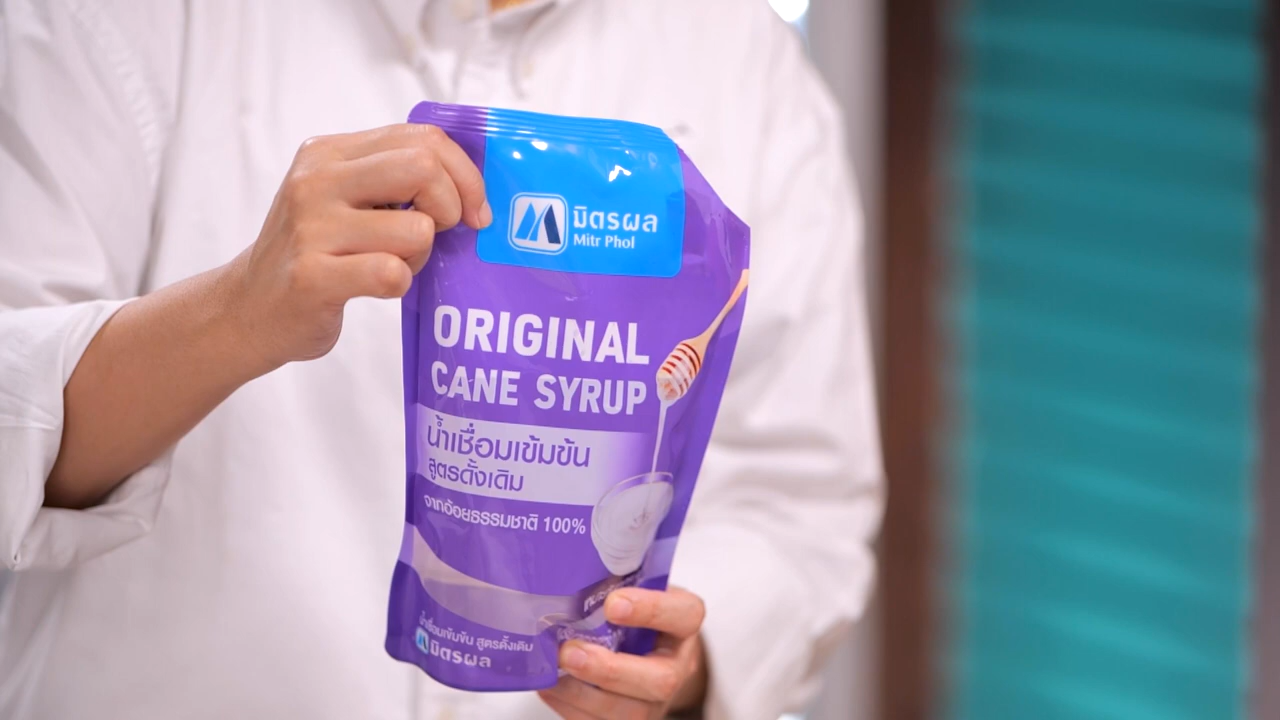 มิตรผล
Mitr Phol
ORIGINAL
CANE SYRUP
น้ำเชื่อมเข้มข้น
สูตรดั้งเดิม
จากอ้อยธรรมชาติ 100%
น้ำเชื่อมเข้มข้น สูตรดั้งเดิม
มิตรผล